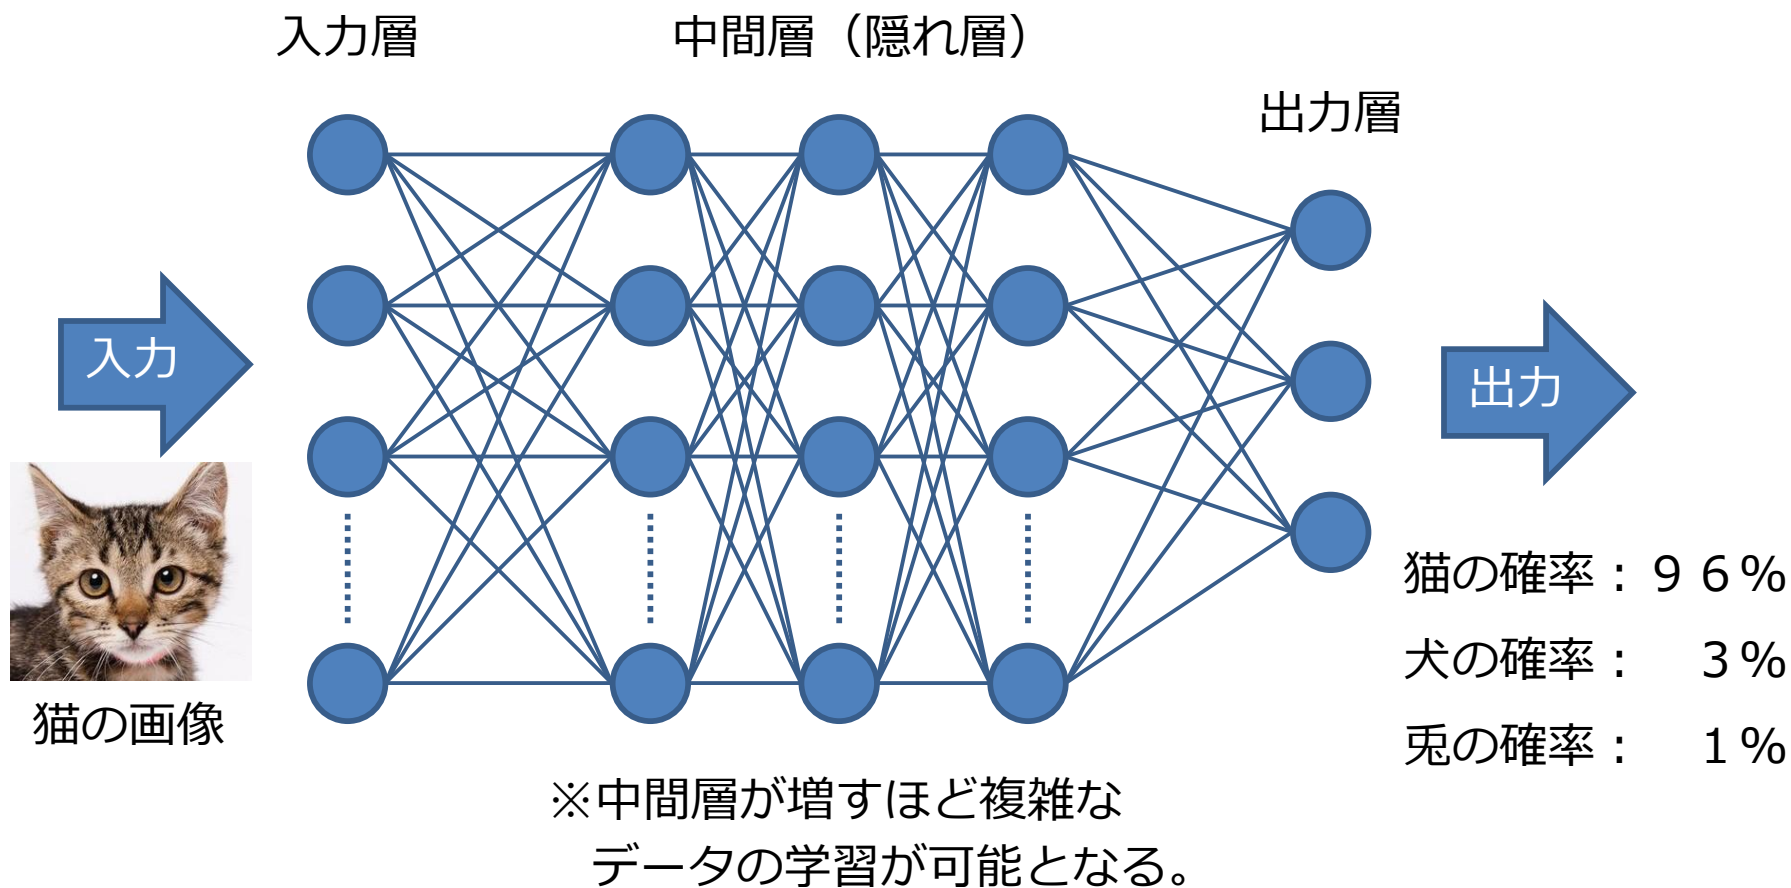 入力層
中間層（隠れ層）
出力層
入力
出力
猫の画像
猫の確率：９６％
犬の確率：　３％
兎の確率：　１％
※中間層が増すほど複雑な
データの学習が可能となる。